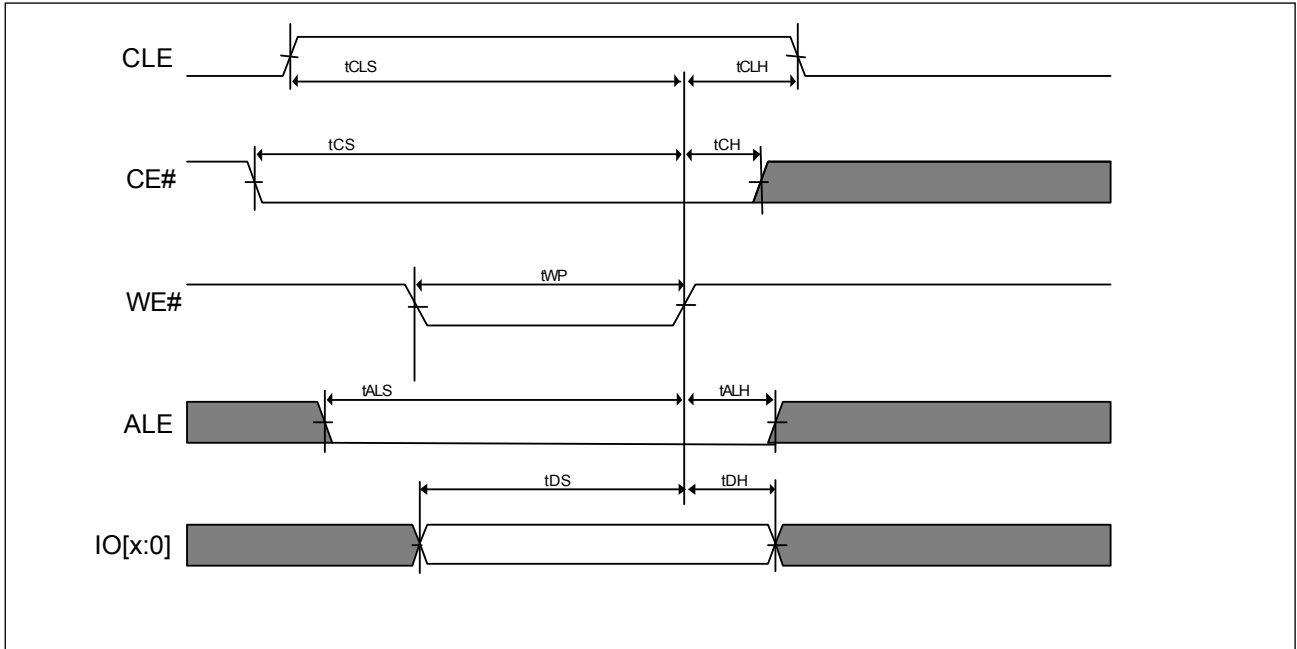 CLE
tCLS tCLH
tCS tCH
CE#
tWP
WE#
tALS tALH
ALE
tDS tDH
IO[x:0]